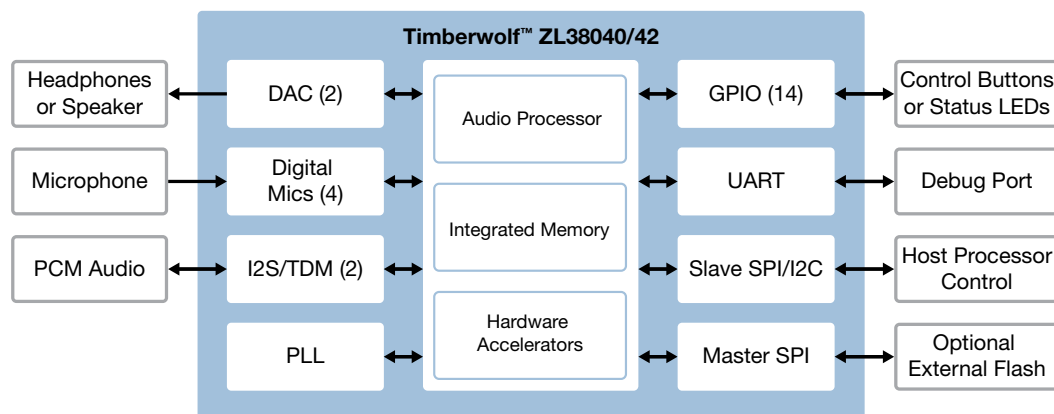 Timberwolf™ ZL38040/42
Headphones
or Speaker
DAC (2)
Audio Processor
GPIO (14)
Control Buttons
or Status LEDs
Microphone
Digital
Mics (4)
Integrated Memory
UART
Debug Port
PCM Audio
I2S/TDM (2)
Slave SPI/I2C
Host Processor
Control
PLL
Hardware
Accelerators
Master SPI
Optional
External Flash